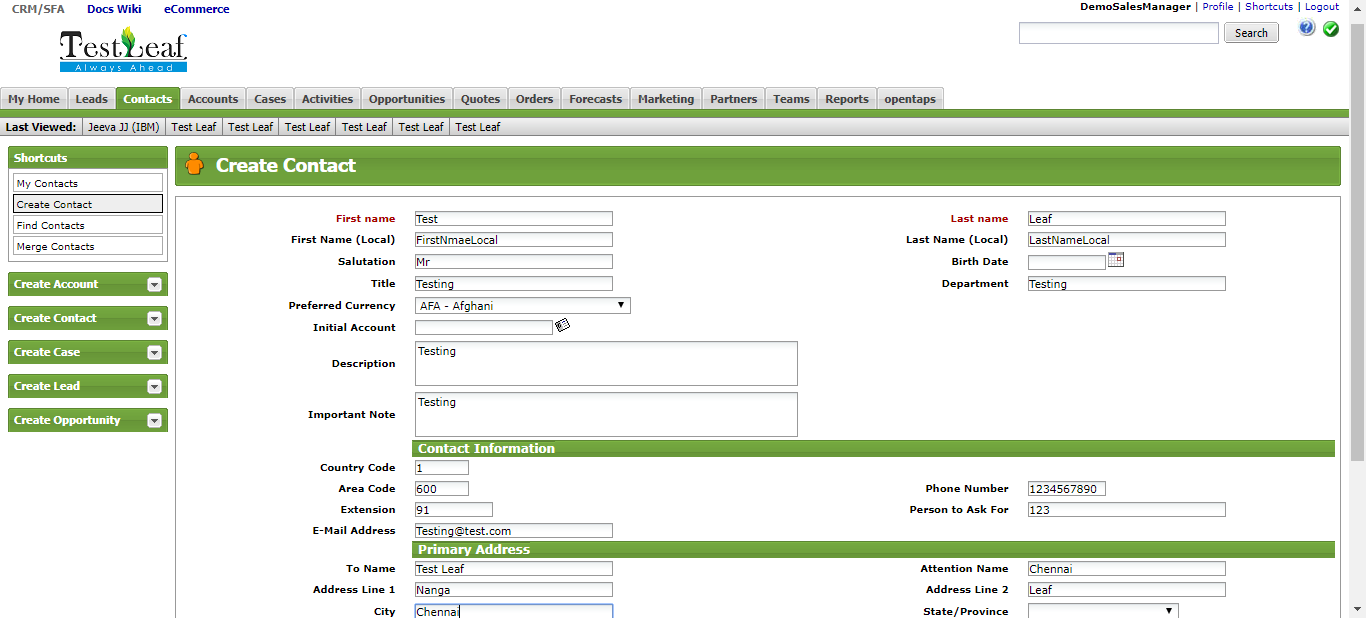 CRM/SFA Docs Wiki eCommerce
DemoSalesManager | Profile | Shortcuts | Logout
TestLeaf
Always Ahead
Search
My Home Leads Contacts Accounts Cases Activities Opportunities Quotes Orders Forecasts Marketing Partners Teams Reports opentaps
Last Viewed: Jeeva JJ (IBM) Test Leaf Test Leaf Test Leaf Test Leaf Test Leaf Test Leaf
Shortcuts
My Contacts
Create Contact
Find Contacts
Merge Contacts
Create Account
Create Contact
Create Case
Create Lead
Create Opportunity
Create Contact
First name Test Last name Leaf
First Name (Local) FirstNmaeLocal Last Name (Local) LastNameLocal
Salutation Mr Birth Date
Title Testing Department Testing
Preferred Currency AFA - Afghani
Initial Account
Description Testing
Important Note Testing
Contact Information
Country Code 1
Area Code 600 Phone Number 1234567890
Extension 91 Person to Ask For 123
E-Mail Address Testing@test.com
Primary Address
To Name Test Leaf Attention Name Chennai
Address Line 1 Nanga Address Line 2 Leaf
City Chennai State/Province